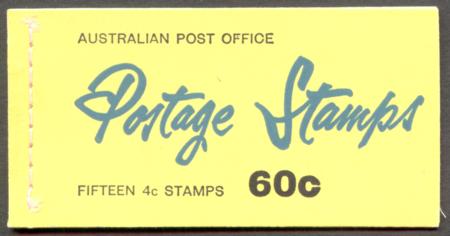 AUSTRALIAN POST OFFICE
Postage Stamps
FIFTEEN 4c STAMPS 60c